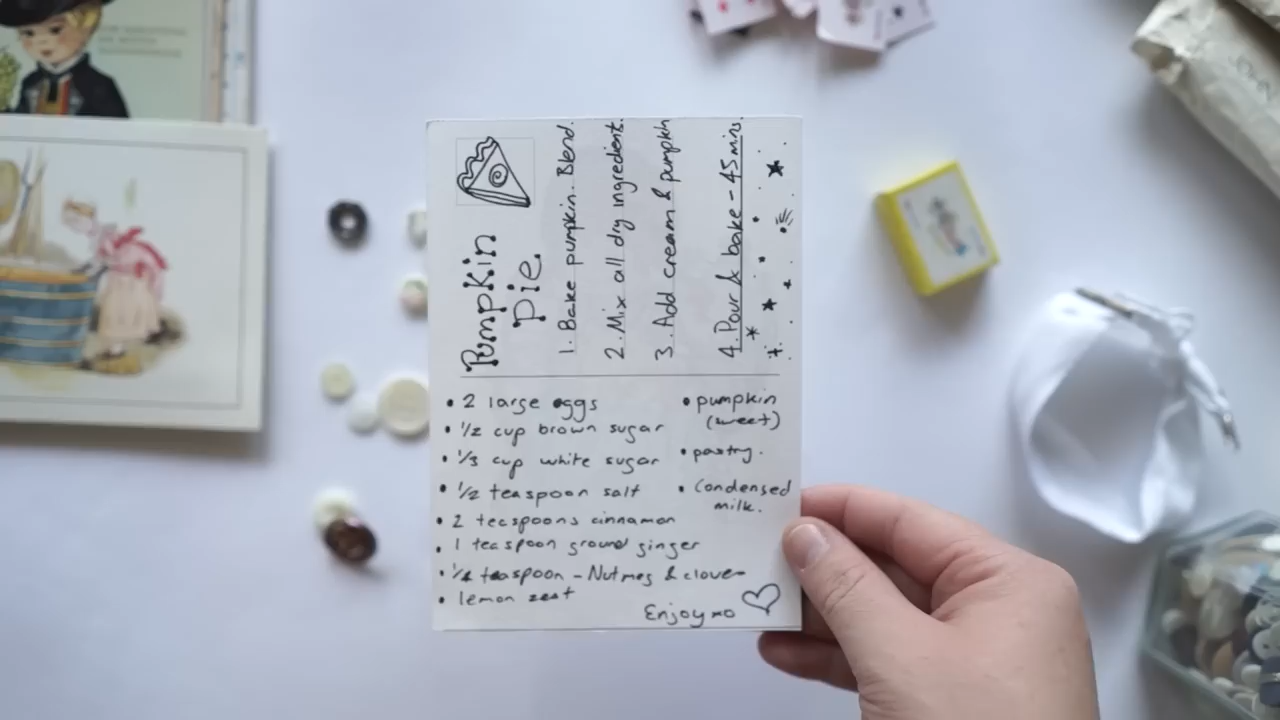 Pumpkin
Pie
1. Bake pumpkin. Blend.
2. Mix all dry ingredient.
3. Add cream & pumpkin
4. Pour & bake - 45 mins.
• 2 large eggs
• 1/2 cup brown sugar
• 1/3 cup white sugar
• 1/2 teaspoon salt
• 2 teaspoons cinnamon
• 1 teaspoon ground ginger
• 1/4 teaspoon - Nutmeg & clove
• lemon zest
• pumpkin
(sweet)
• pastry.
• Condensed
milk.
Enjoy xo